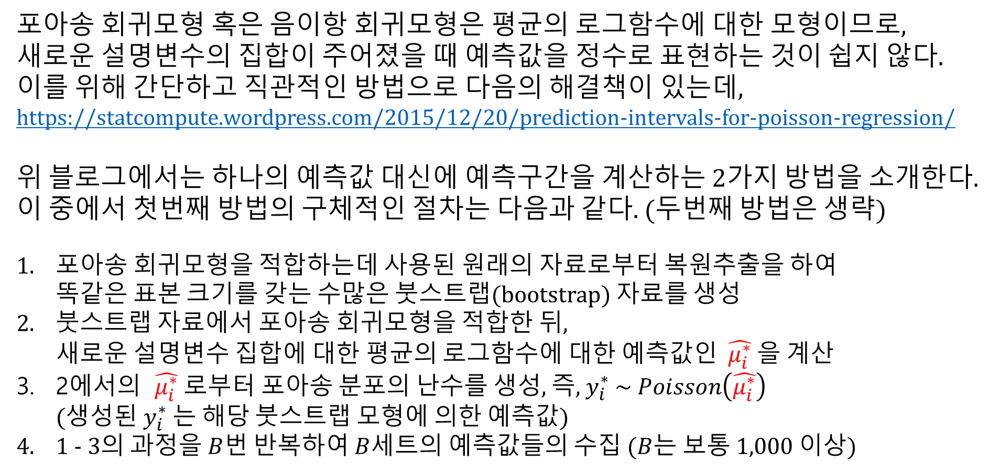 포아송 회귀모형 혹은 음이항 회귀모형은 평균의 로그함수에 대한 모형이므로,
새로운 설명변수의 집합이 주어졌을 때 예측값을 정수로 표현하는 것이 쉽지 않다.
이를 위해 간단하고 직관적인 방법으로 다음의 해결책이 있는데,
https://statcompute.wordpress.com/2015/12/20/prediction-intervals-for-poisson-regression/
위 블로그에서는 하나의 예측값 대신에 예측구간을 계산하는 2가지 방법을 소개한다.
이 중에서 첫번째 방법의 구체적인 절차는 다음과 같다. (두번째 방법은 생략)
1. 포아송 회귀모형을 적합하는데 사용된 원래의 자료로부터 복원추출을 하여
똑같은 표본 크기를 갖는 수많은 붓스트랩(bootstrap) 자료를 생성
2. 붓스트랩 자료에서 포아송 회귀모형을 적합한 뒤,
새로운 설명변수 집합에 대한 평균의 로그함수에 대한 예측값인 $\widehat{\mu_i^*}$ 을 계산
3. 2에서의 $\widehat{\mu_i^*}$ 로부터 포아송 분포의 난수를 생성, 즉, $y_i^* \sim Poisson(\widehat{\mu_i^*})$
(생성된 $y_i^*$ 는 해당 붓스트랩 모형에 의한 예측값)
4. 1 - 3의 과정을 B번 반복하여 B세트의 예측값들의 수집 (B는 보통 1,000 이상)